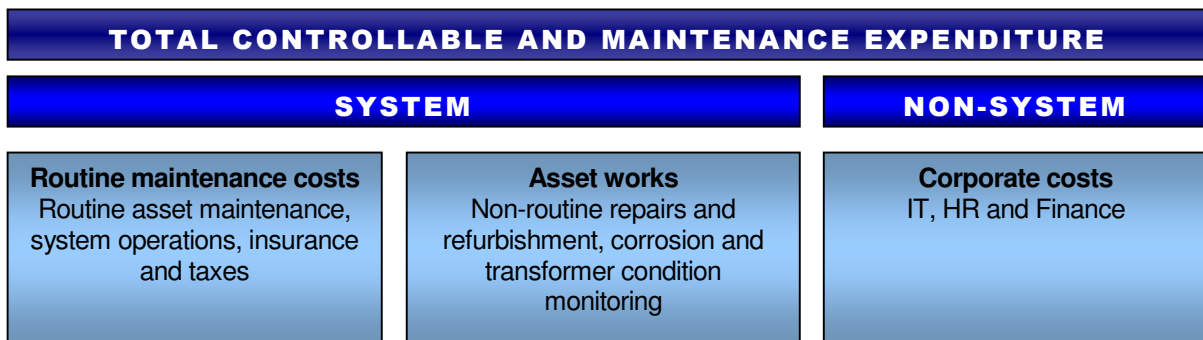 TOTAL CONTROLLABLE AND MAINTENANCE EXPENDITURE
SYSTEM
NON-SYSTEM
Routine maintenance costs
Routine asset maintenance,
system operations, insurance
and taxes
Asset works
Non-routine repairs and
refurbishment, corrosion and
transformer condition
monitoring
Corporate costs
IT, HR and Finance